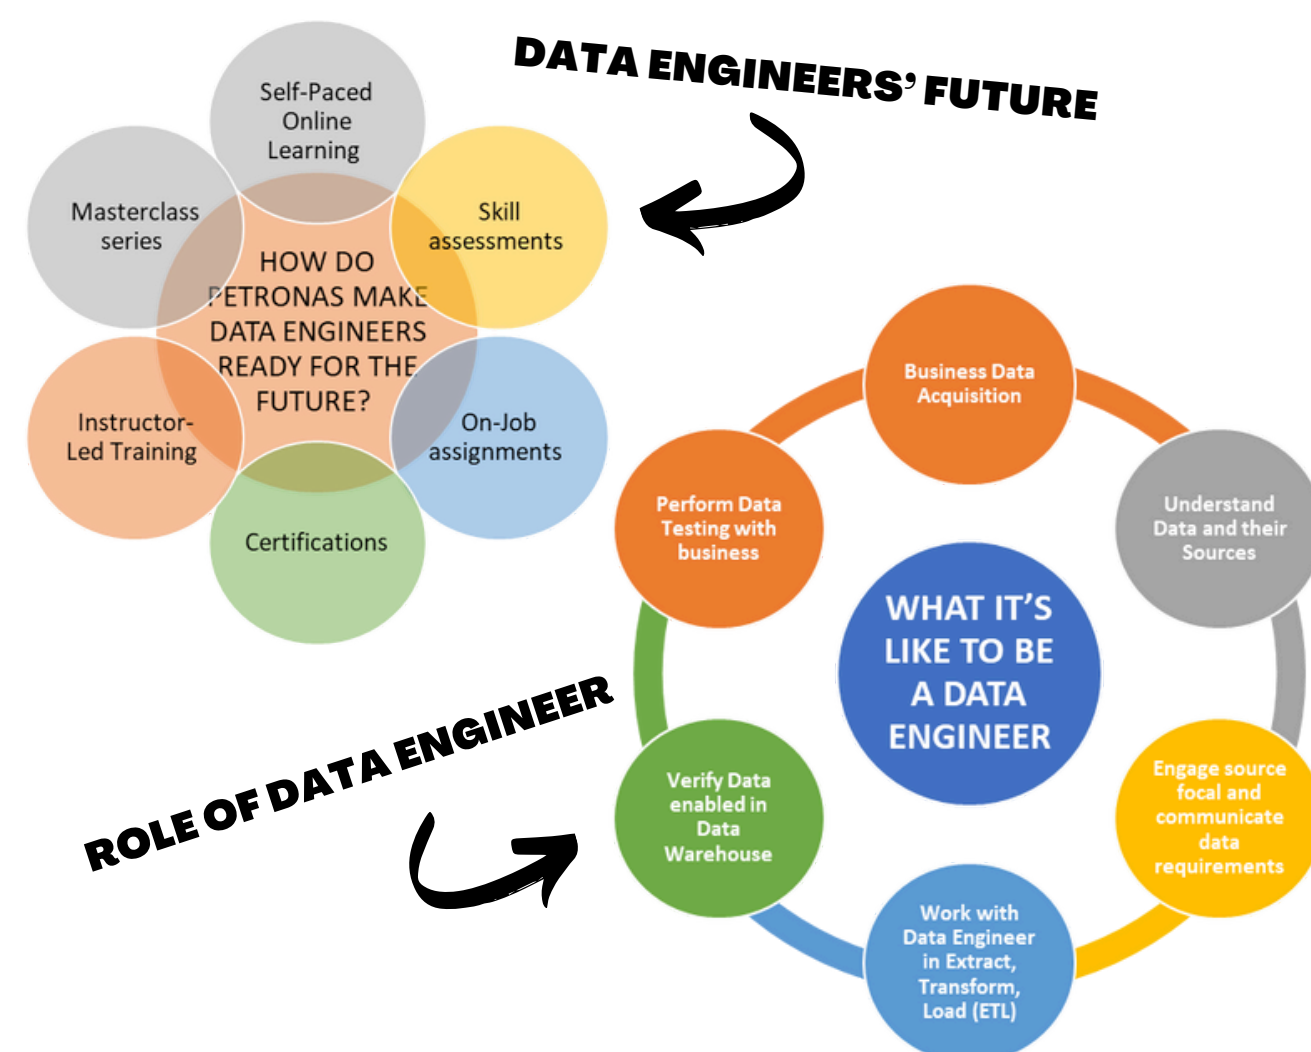 DATA ENGINEERS’ FUTURE
Self-Paced
Online
Learning
Skill
assessments
On-Job
assignments
Certifications
Instructor-
Led Training
Masterclass
series
HOW DO
PETRONAS MAKE
DATA ENGINEERS
READY FOR THE
FUTURE?
ROLE OF DATA ENGINEER
WHAT IT’S
LIKE TO BE
A DATA
ENGINEER
Business Data
Acquisition
Understand
Data and their
Sources
Engage source
focal and
communicate
data
requirements
Work with
Data Engineer
in Extract,
Transform,
Load (ETL)
Verify Data
enabled in
Data
Warehouse
Perform Data
Testing with
business